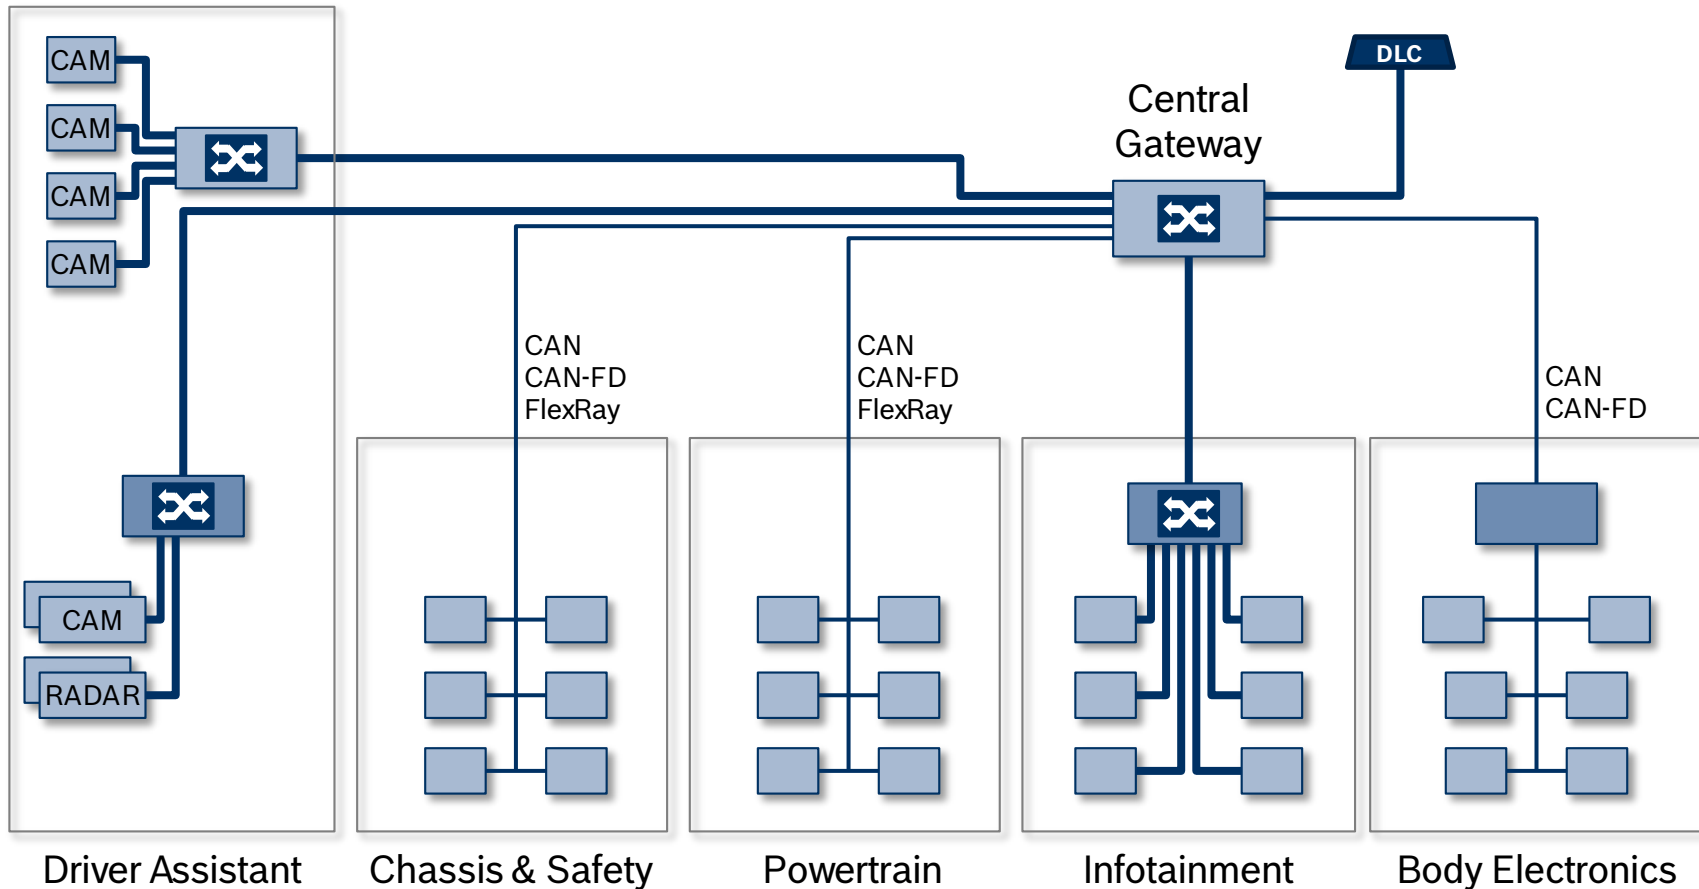 CAM
CAM
CAM
CAM
DLC
Central
Gateway
CAN
CAN-FD
FlexRay
CAN
CAN-FD
FlexRay
CAN
CAN-FD
CAM
RADAR
Driver Assistant
Chassis & Safety
Powertrain
Infotainment
Body Electronics